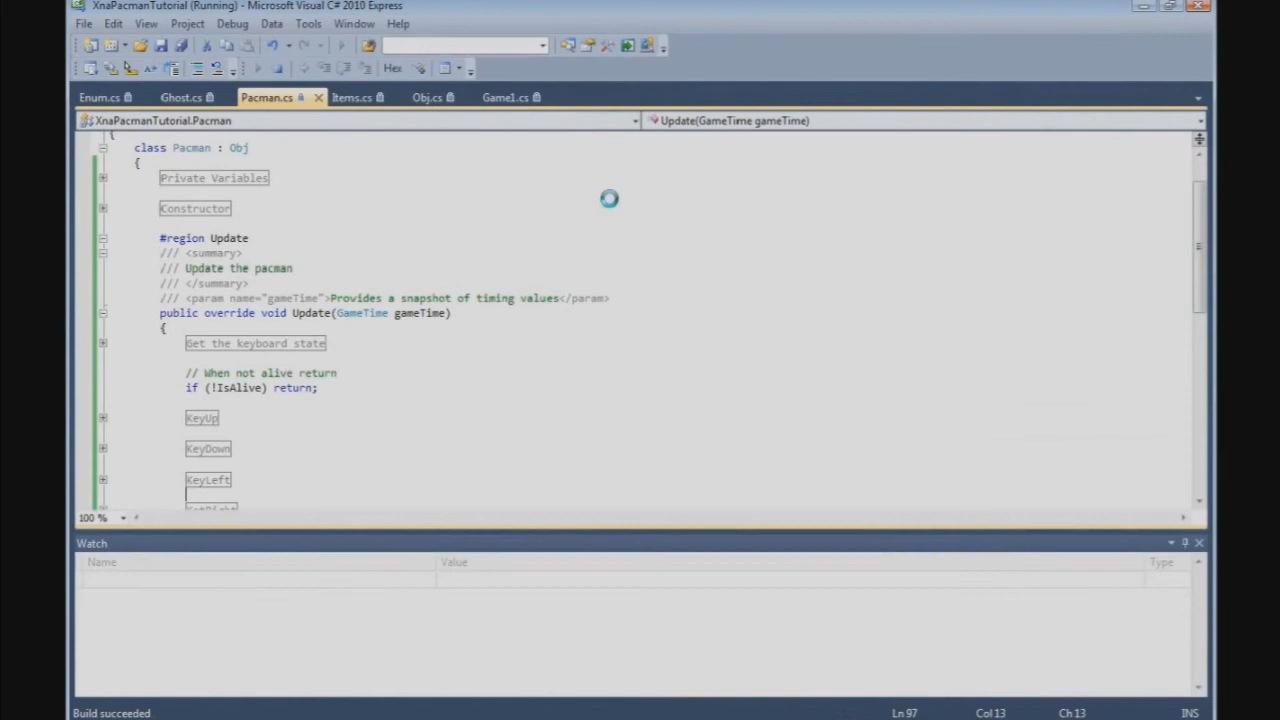 XnaPacmanTutorial (Running) - Microsoft Visual C# 2010 Express
File Edit View Project Debug Data Tools Window Help
Hex
Enum.cs Ghost.cs Pacman.cs Items.cs Obj.cs Game1.cs
XnaPacmanTutorial.Pacman Update(GameTime gameTime)
{
class Pacman : Obj
{
Private Variables
Constructor
#region Update
/// <summary>
/// Update the pacman
/// </summary>
/// <param name="gameTime">Provides a snapshot of timing values</param>
public override void Update(GameTime gameTime)
{
Get the keyboard state
// When not alive return
if (!IsAlive) return;
KeyUp
KeyDown
KeyLeft
100 %
Watch
Name Value Type
Build succeeded Ln 97 Col 13 Ch 13 INS